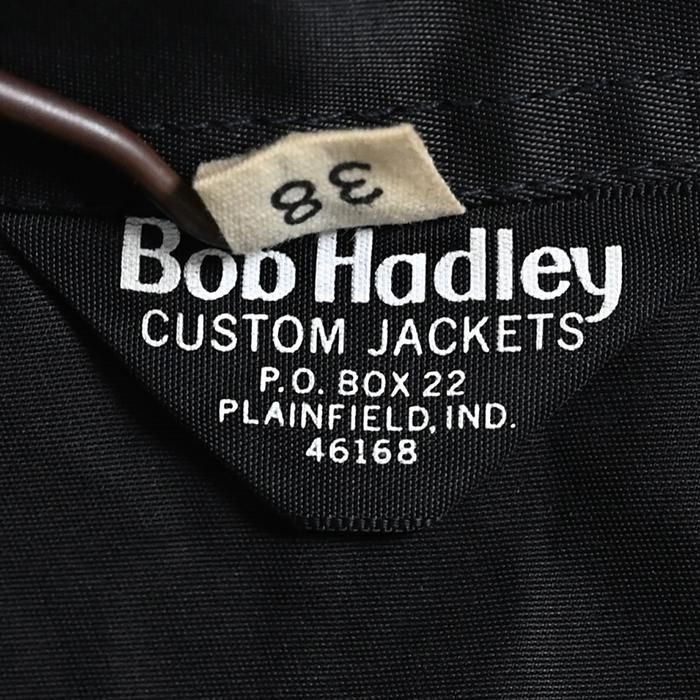 38
Bob Hadley
CUSTOM JACKETS
P.O. BOX 22
PLAINFIELD, IND.
46168